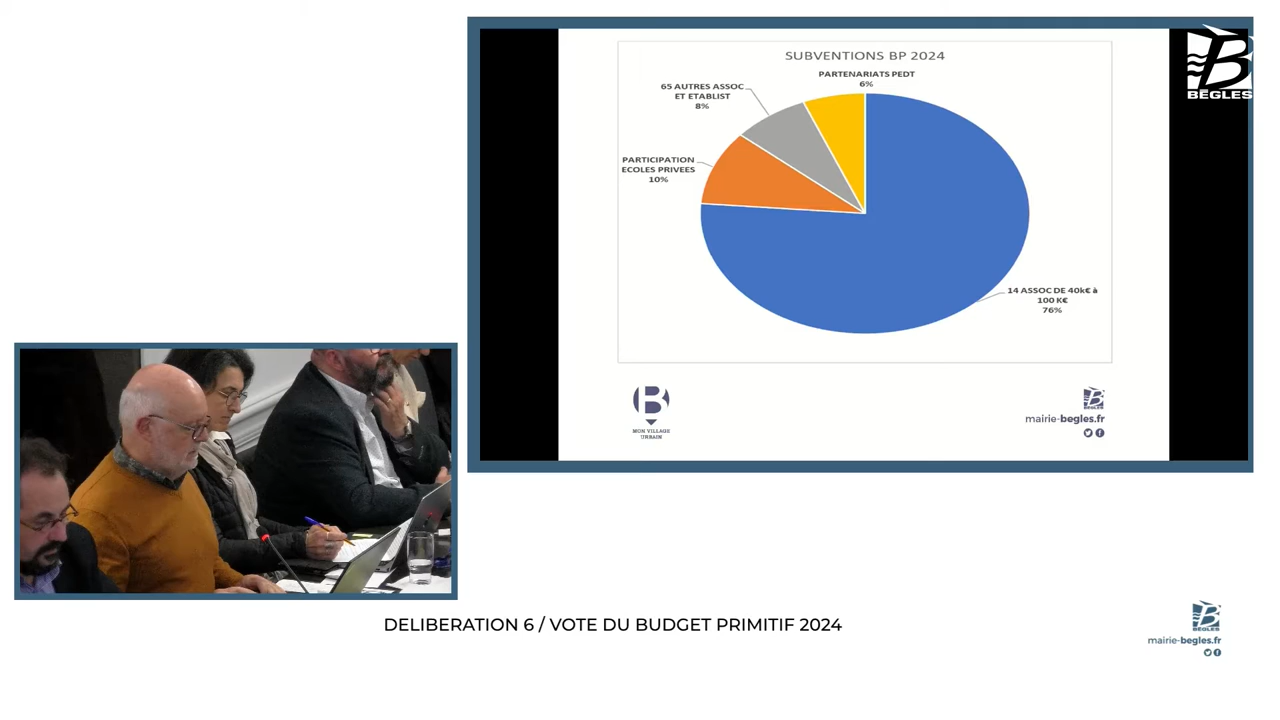 SUBVENTIONS BP 2024
PARTENARIATS PEDT
6%
65 AUTRES ASSOC
ET ETABLIST
8%
PARTICIPATION
ECOLES PRIVEES
10%
14 ASSOC DE 40k€ à
100 K€
76%
B
BÈGLES
B
MON VILLAGE
URBAIN
mairie-begles.fr
DELIBERATION 6 / VOTE DU BUDGET PRIMITIF 2024
BÈGLES
mairie-begles.fr